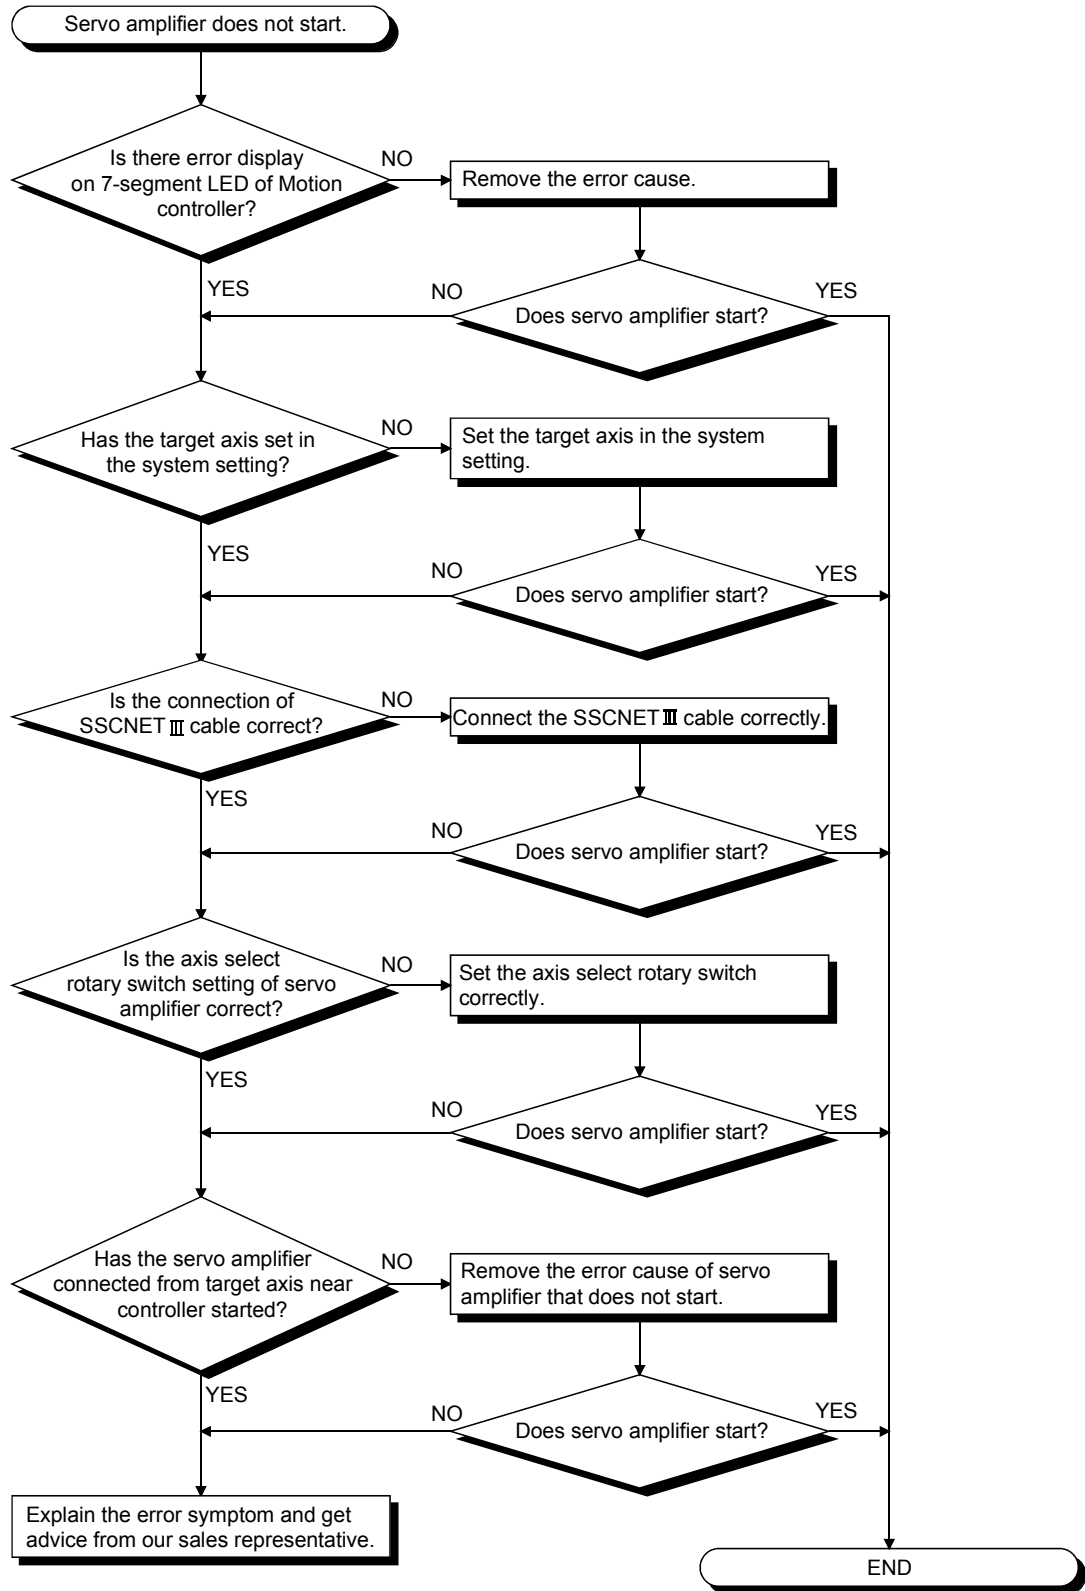 Servo amplifier does not start.
Is there error display
on 7-segment LED of Motion
controller?
NO
Remove the error cause.
YES
NO
Does servo amplifier start?
YES
Has the target axis set in
the system setting?
NO
Set the target axis in the system
setting.
YES
NO
Does servo amplifier start?
YES
Is the connection of
SSCNET Ⅲ cable correct?
NO
Connect the SSCNET Ⅲ cable correctly.
YES
NO
Does servo amplifier start?
YES
Is the axis select
rotary switch setting of servo
amplifier correct?
NO
Set the axis select rotary switch
correctly.
YES
NO
Does servo amplifier start?
YES
Has the servo amplifier
connected from target axis near
controller started?
NO
Remove the error cause of servo
amplifier that does not start.
YES
NO
Does servo amplifier start?
YES
Explain the error symptom and get
advice from our sales representative.
END